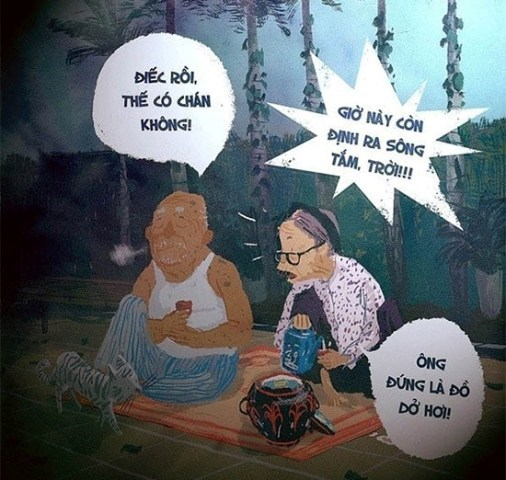 ĐIẾC RỒI,
THẾ CÓ CHÁN
KHÔNG!
GIỜ NÀY CÒN
ĐỊNH RA SÔNG
TẮM, TRỜI!!!
ÔNG
ĐÚNG LÀ ĐỒ
DỞ HƠI!